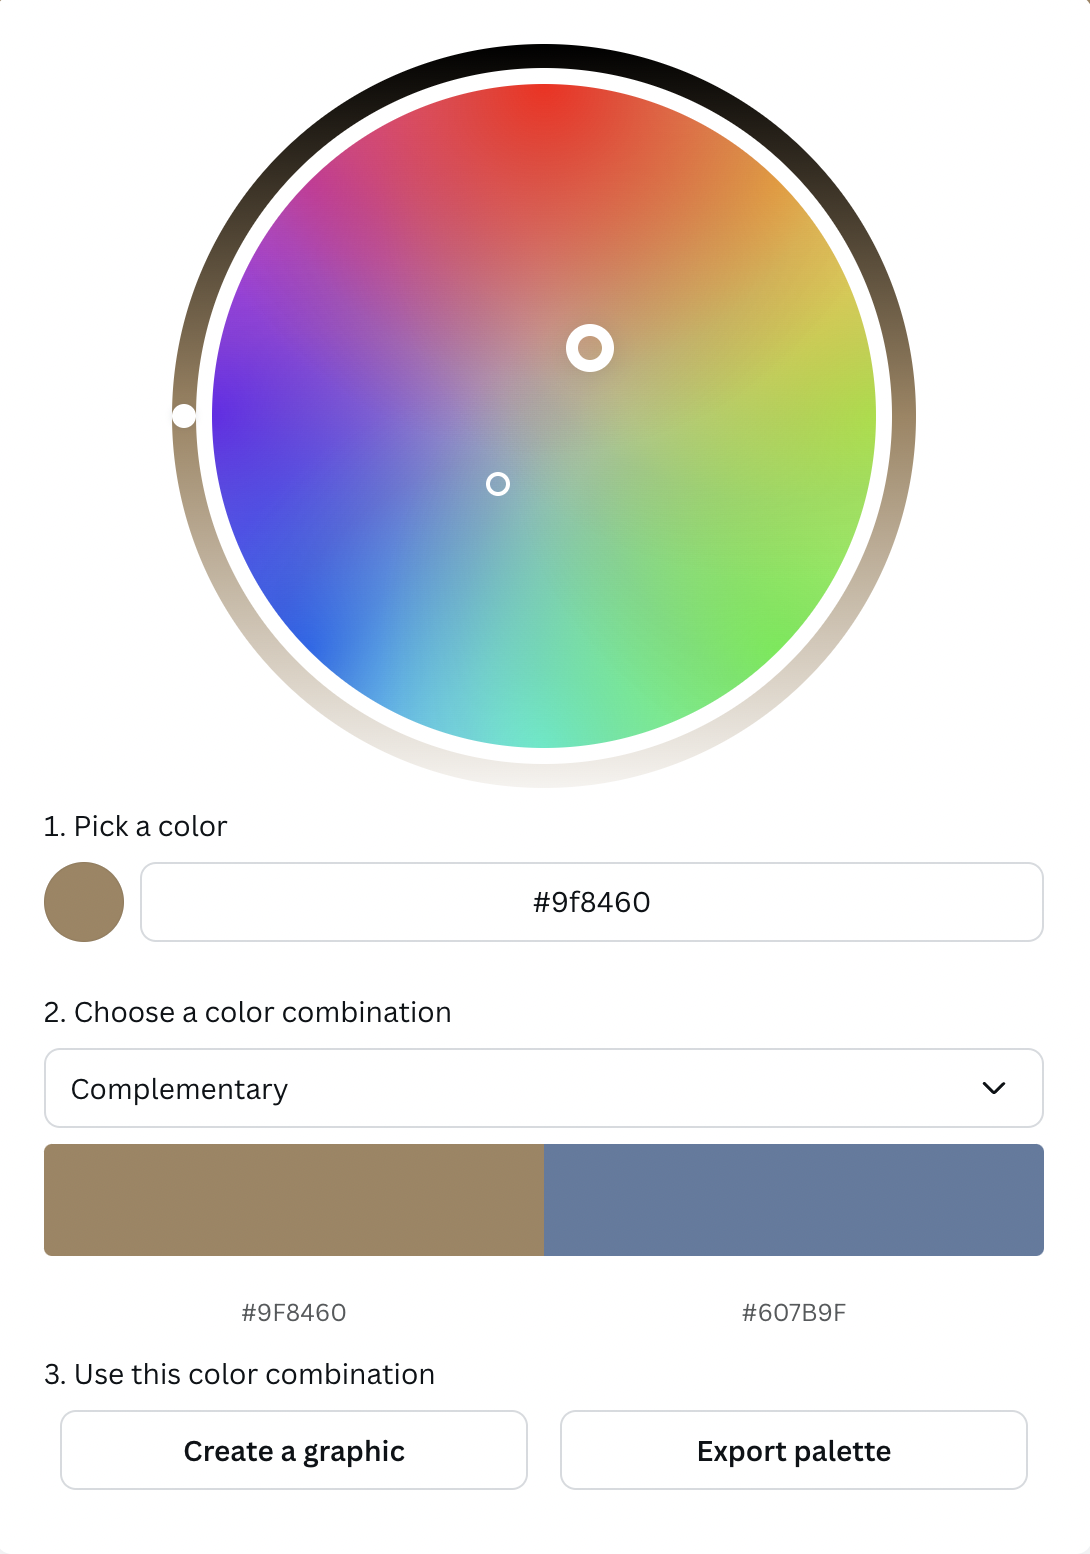 1. Pick a color
#9f8460
2. Choose a color combination
Complementary
#9F8460
#607B9F
3. Use this color combination
Create a graphic
Export palette